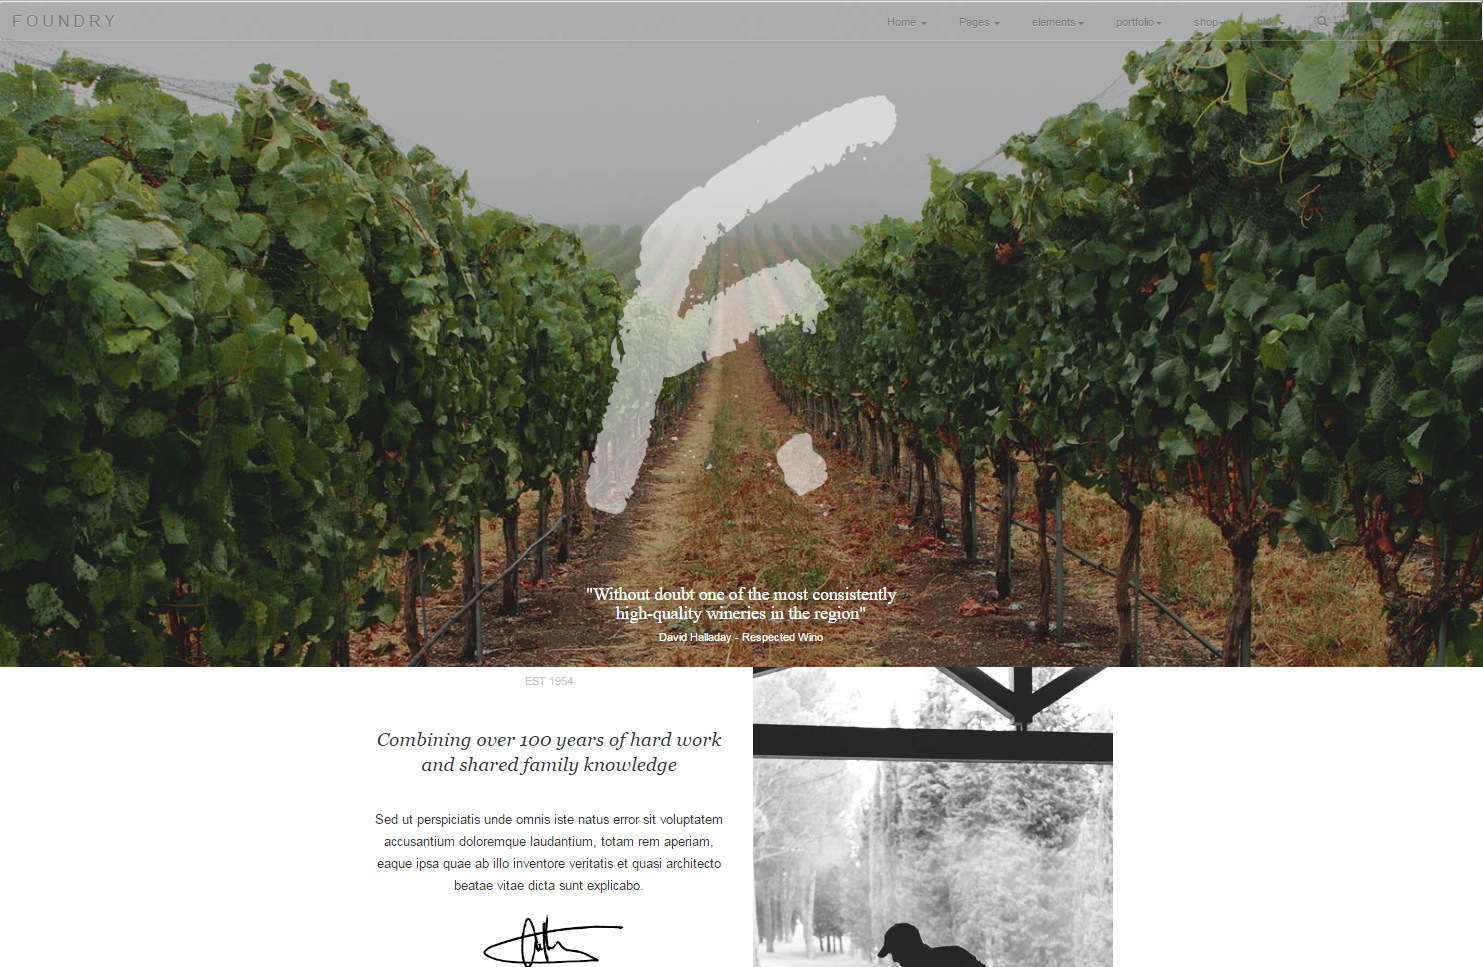 FOUNDRY
Home Pages elements portfolio shop eng
"Without doubt one of the most consistently
high-quality wineries in the region"
David Halladay - Respected Wino
EST 1954
Combining over 100 years of hard work
and shared family knowledge
Sed ut perspiciatis unde omnis iste natus error sit voluptatem
accusantium doloremque laudantium, totam rem aperiam,
eaque ipsa quae ab illo inventore veritatis et quasi architecto
beatae vitae dicta sunt explicabo.